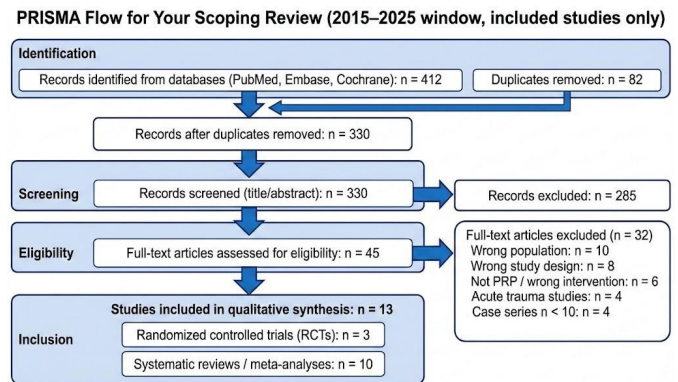 PRISMA Flow for Your Scoping Review (2015–2025 window, included studies only)
Identification
Records identified from databases (PubMed, Embase, Cochrane): n = 412
Duplicates removed: n = 82
Records after duplicates removed: n = 330
Screening
Records screened (title/abstract): n = 330
Records excluded: n = 285
Eligibility
Full-text articles assessed for eligibility: n = 45
Full-text articles excluded (n = 32)
Wrong population: n = 10
Wrong study design: n = 8
Not PRP / wrong intervention: n = 6
Acute trauma studies: n = 4
Case series n < 10: n = 4
Inclusion
Studies included in qualitative synthesis: n = 13
Randomized controlled trials (RCTs): n = 3
Systematic reviews / meta-analyses: n = 10